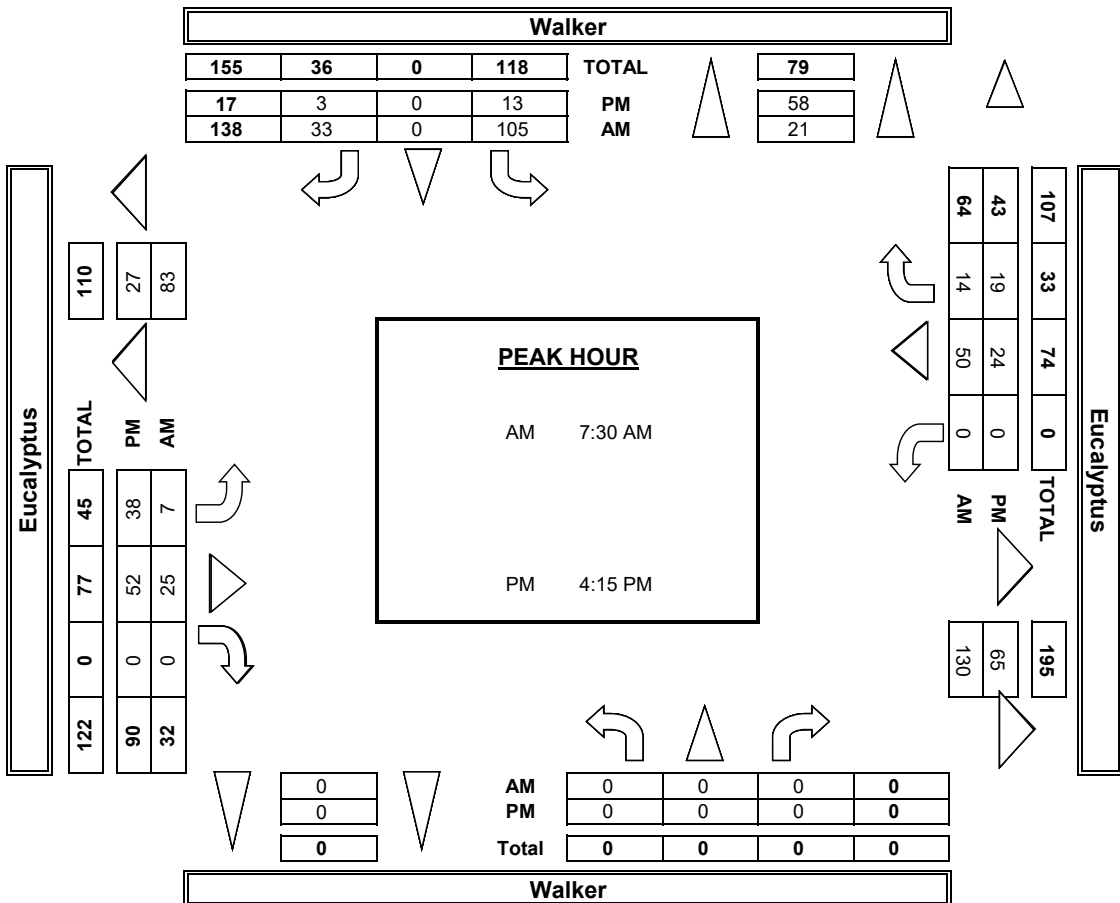 Walker
155 36 0 118 TOTAL 79
17 3 0 13 PM 58
138 33 0 105 AM 21
Eucalyptus
110
27
83
TOTAL
PM
AM
45 77 0 122
38 52 0 90
7 25 0 32
PEAK HOUR
AM 7:30 AM
PM 4:15 PM
107 33 74 0 TOTAL
43 19 24 0 PM
64 14 50 0 AM
195
65
130
Eucalyptus
0 AM 0 0 0 0
0 PM 0 0 0 0
0 Total 0 0 0 0
Walker